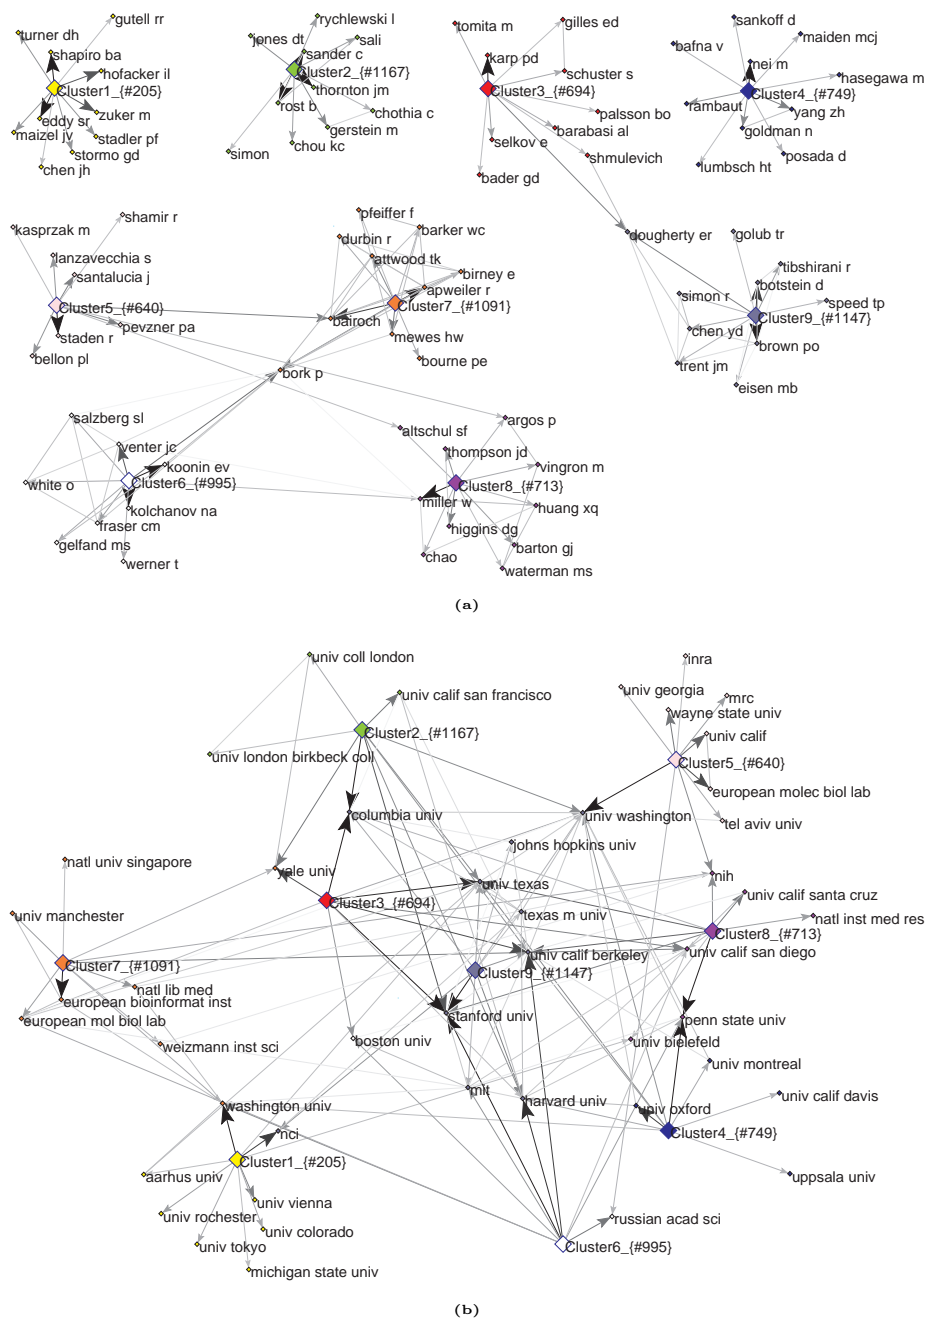 gutell rr
turner dh
shapiro ba
hofacker il
Cluster1_{#205}
zuker m
eddy sr
maizel jv
stadler pf
stormo gd
chen jh
rychlewski l
jones dt
sali
sander c
Cluster2_{#1167}
thornton jm
rost b
chothia c
gerstein m
chou kc
simon
tomita m
gilles ed
karp pd
schuster s
Cluster3_{#694}
palsson bo
barabasi al
selkov e
shmulevich
bader gd
sankoff d
maiden mcj
bafna v
nei m
hasegawa m
Cluster4_{#749}
rambaut
yang zh
goldman n
posada d
lumbsch ht
shamir r
kasprzak m
lanzavecchia s
santalucia j
Cluster5_{#640}
pevzner pa
staden r
bellon pl
pfeiffer f
barker wc
durbin r
attwood tk
birney e
apweiler r
Cluster7_{#1091}
bairoch
mewes hw
bourne pe
bork p
dougherty er
golub tr
tibshirani r
botstein d
simon r
speed tp
Cluster9_{#1147}
chen yd
brown po
trent jm
eisen mb
salzberg sl
venter jc
koonin ev
white o
Cluster6_{#995}
kolchanov na
fraser cm
gelfand ms
werner t
argos p
altschul sf
thompson jd
vingron m
Cluster8_{#713}
miller w
huang xq
higgins dg
barton gj
chao
waterman ms
(a)
univ coll london
inra
univ georgia
mrc
univ calif san francisco
wayne state univ
Cluster2_{#1167}
univ calif
univ london birkbeck coll
Cluster5_{#640}
european molec biol lab
columbia univ
univ washington
tel aviv univ
johns hopkins univ
natl univ singapore
yale univ
nih
univ texas
univ calif santa cruz
Cluster3_{#694}
univ manchester
texas m univ
natl inst med res
Cluster8_{#713}
univ calif berkeley
univ calif san diego
Cluster7_{#1091}
Cluster9_{#1147}
natl lib med
european bioinformat inst
european mol biol lab
stanford univ
penn state univ
weizmann inst sci
boston univ
univ bielefeld
univ montreal
mit
univ calif davis
washington univ
harvard univ
univ oxford
nci
Cluster4_{#749}
Cluster1_{#205}
aarhus univ
uppsala univ
univ vienna
univ rochester
russian acad sci
univ colorado
univ tokyo
Cluster6_{#995}
michigan state univ
(b)